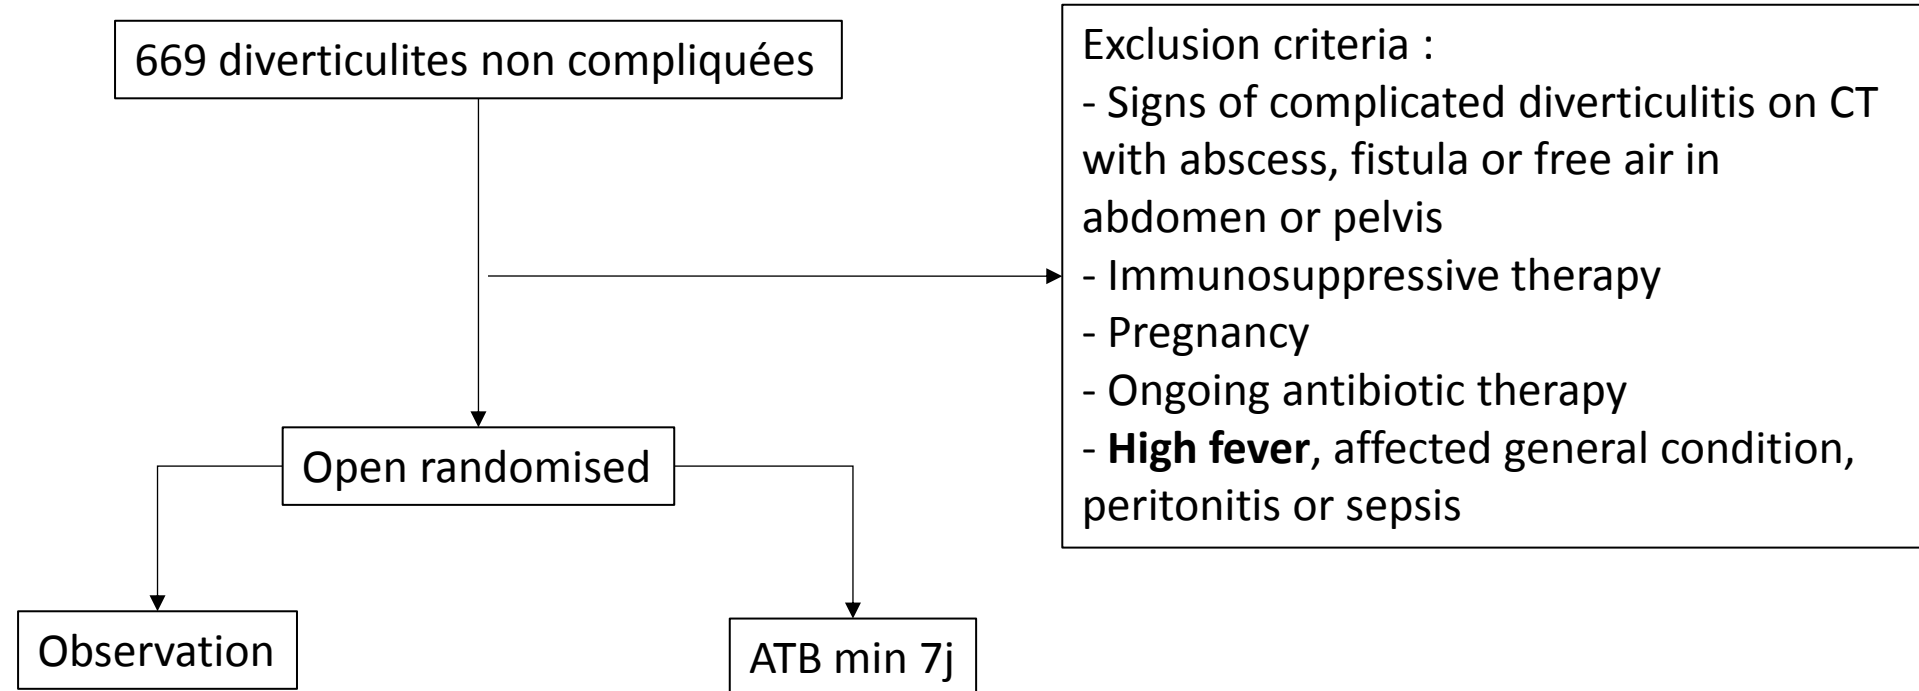 669 diverticulites non compliquées
Exclusion criteria :
- Signs of complicated diverticulitis on CT
with abscess, fistula or free air in
abdomen or pelvis
- Immunosuppressive therapy
- Pregnancy
- Ongoing antibiotic therapy
- High fever, affected general condition,
peritonitis or sepsis
Open randomised
Observation
ATB min 7j